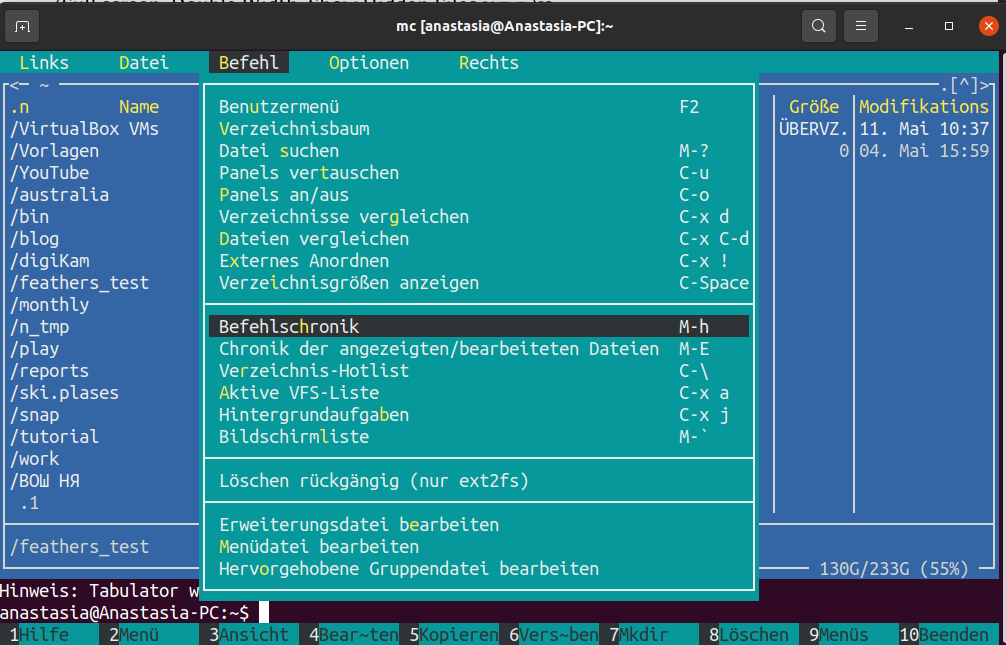 mc [anastasia@Anastasia-PC]:~
Links Datei Befehl Optionen Rechts
<─ ~ .[^]>
.n Name Größe Modifikations
/VirtualBox VMs ÜBERVZ. 11. Mai 10:37
/Vorlagen 0 04. Mai 15:59
/YouTube
/australia
/bin
/blog
/digiKam
/feathers_test
/monthly
/n_tmp
/play
/reports
/ski.plases
/snap
/tutorial
/work
/ВОШ НЯ
.1
/feathers_test
Benutzermenü F2
Verzeichnisbaum
Datei suchen M-?
Panels vertauschen C-u
Panels an/aus C-o
Verzeichnisse vergleichen C-x d
Dateien vergleichen C-x C-d
Externes Anordnen C-x !
Verzeichnisgrößen anzeigen C-Space
Befehlschronik M-h
Chronik der angezeigten/bearbeiteten Dateien M-E
Verzeichnis-Hotlist C-\
Aktive VFS-Liste C-x a
Hintergrundaufgaben C-x j
Bildschirmliste M-`
Löschen rückgängig (nur ext2fs)
Erweiterungsdatei bearbeiten
Menüdatei bearbeiten
Hervorgehobene Gruppendatei bearbeiten
130G/233G (55%)
Hinweis: Tabulator w
anastasia@Anastasia-PC:~$
1Hilfe 2Menü 3Ansicht 4Bear~ten 5Kopieren 6Vers~ben 7Mkdir 8Löschen 9Menüs 10Beenden